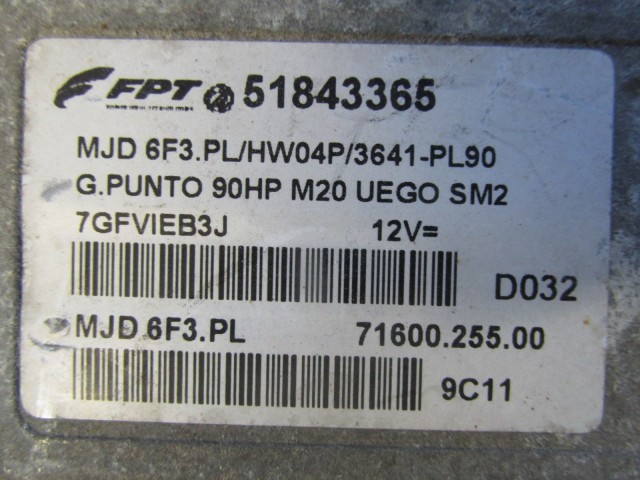 FPT 51843365
MJD 6F3.PL/HW04P/3641-PL90
G.PUNTO 90HP M20 UEGO SM2
7GFVIEB3J 12V=
D032
MJD 6F3.PL 71600.255.00
9C11